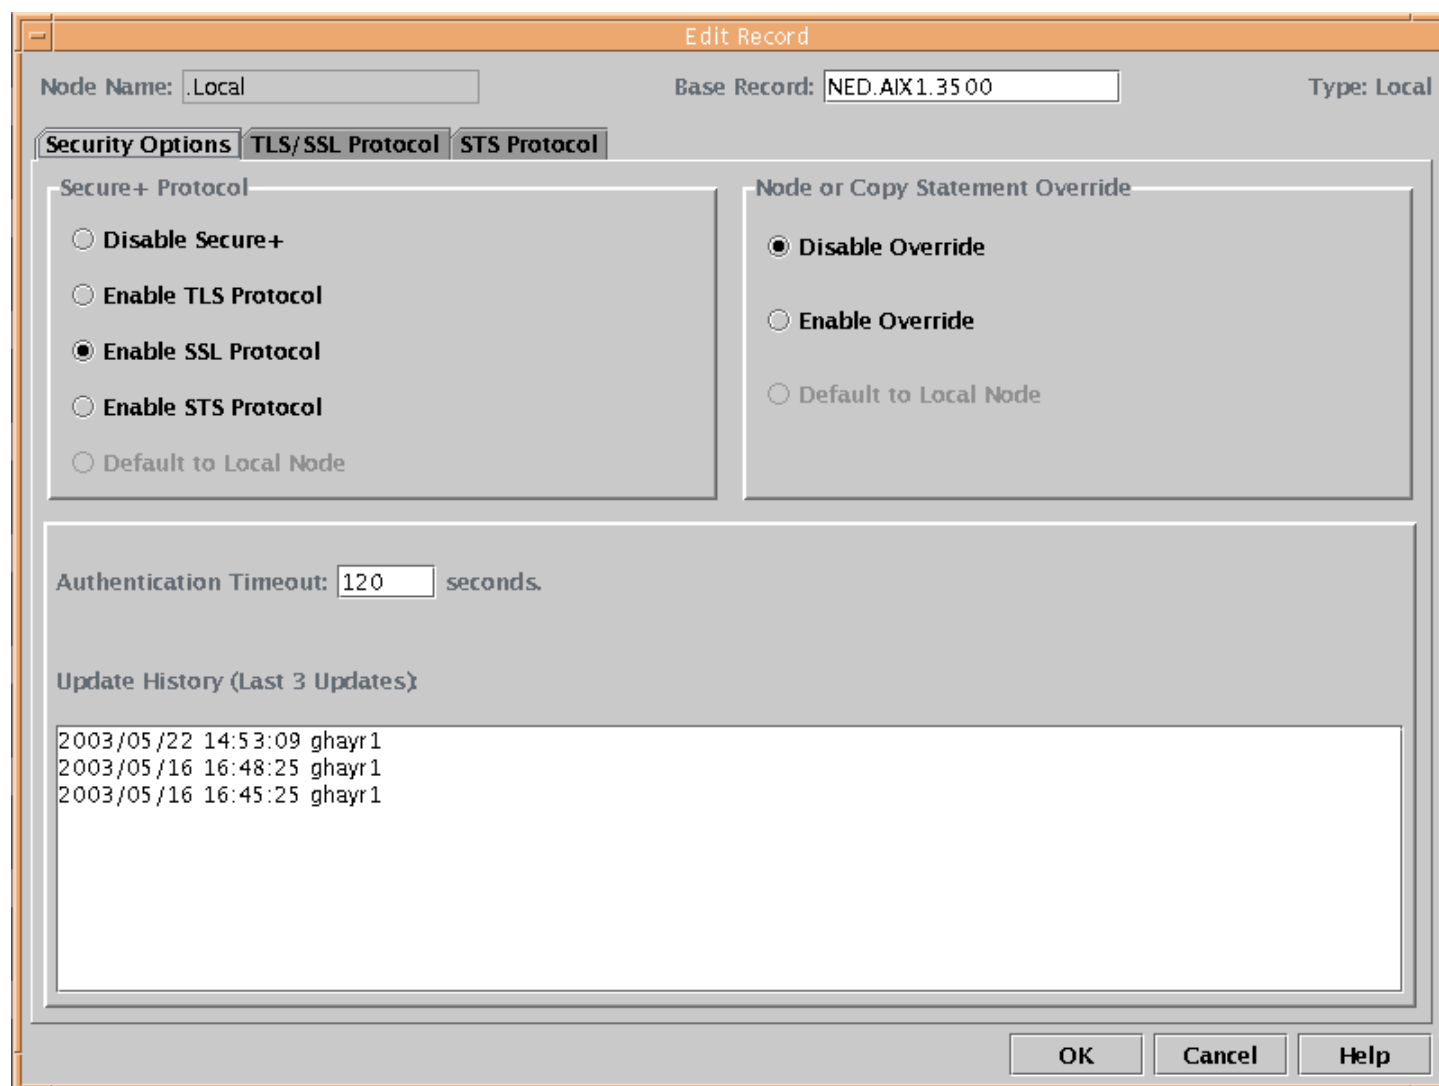 Edit Record
Node Name: .Local Base Record: NED.AIX1.3500 Type: Local
Security Options TLS/SSL Protocol STS Protocol
Secure+ Protocol
Disable Secure+
Enable TLS Protocol
Enable SSL Protocol
Enable STS Protocol
Default to Local Node
Node or Copy Statement Override
Disable Override
Enable Override
Default to Local Node
Authentication Timeout: 120 seconds.
Update History (Last 3 Updates):
2003/05/22 14:53:09 ghayr1
2003/05/16 16:48:25 ghayr1
2003/05/16 16:45:25 ghayr1
OK Cancel Help